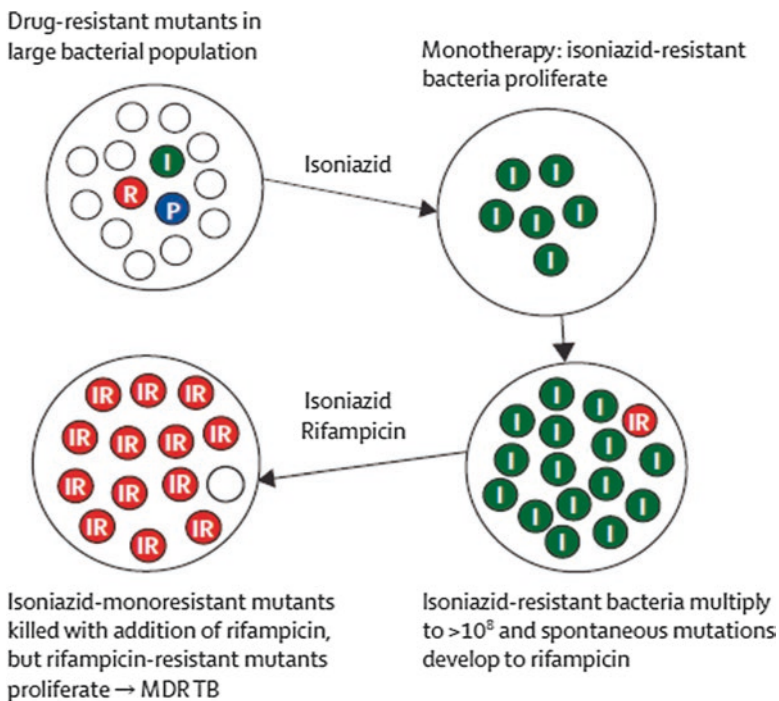 Drug-resistant mutants in
large bacterial population
I
R P
Isoniazid
Monotherapy: isoniazid-resistant
bacteria proliferate
I I
I I I
I
IR IR IR
IR IR IR IR
IR IR IR
IR IR IR
Isoniazid
Rifampicin
I I
I I IR
I I
I I I
I I
I I I
I I
I
Isoniazid-monoresistant mutants
killed with addition of rifampicin,
but rifampicin-resistant mutants
proliferate → MDR TB
Isoniazid-resistant bacteria multiply
to >10⁸ and spontaneous mutations
develop to rifampicin